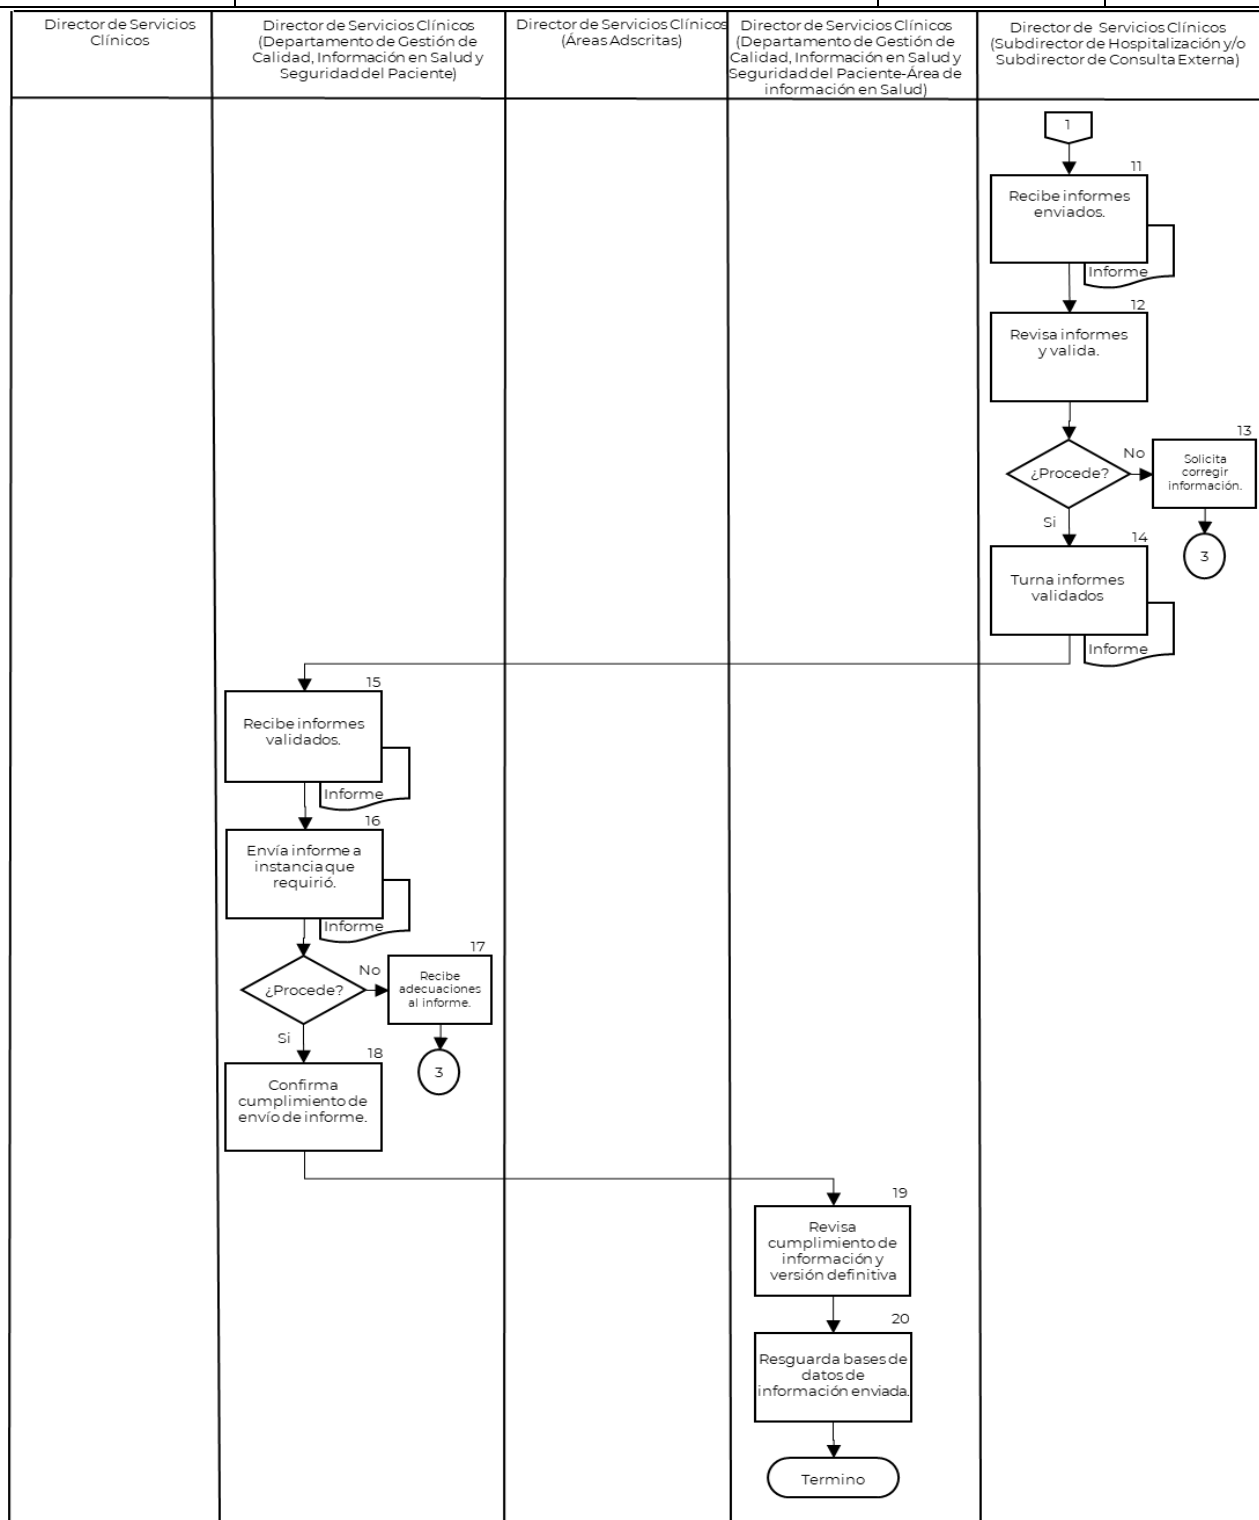 Director de Servicios
Clínicos
Director de Servicios Clínicos
(Departamento de Gestión de
Calidad, Información en Salud y
Seguridad del Paciente)
Director de Servicios Clínicos
(Áreas Adscritas)
Director de Servicios Clínicos
(Departamento de Gestión de
Calidad, Información en Salud y
Seguridad del Paciente-Área de
información en Salud)
Director de Servicios Clínicos
(Subdirector de Hospitalización y/o
Subdirector de Consulta Externa)
1
11
Recibe informes
enviados.
Informe
12
Revisa informes
y valida.
¿Procede?
No
13
Solicita
corregir
información.
3
Si
14
Turna informes
validados
Informe
15
Recibe informes
validados.
Informe
16
Envía informe a
instancia que
requirió.
Informe
¿Procede?
No
17
Recibe
adecuaciones
al informe.
3
Si
18
Confirma
cumplimiento de
envío de informe.
19
Revisa
cumplimiento de
información y
versión definitiva
20
Resguarda bases de
datos de
información enviada.
Termino